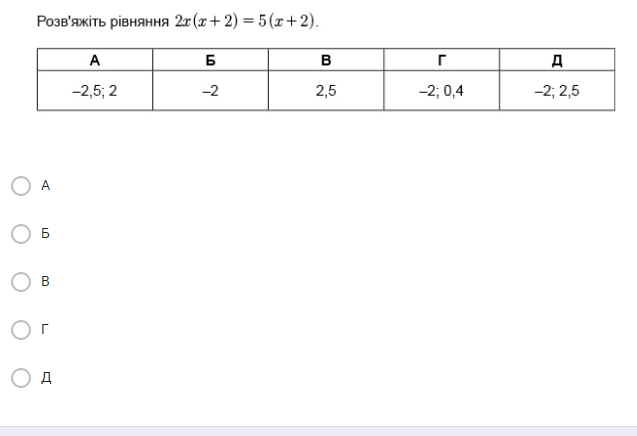 Розв'яжіть рівняння 2x(x+2) = 5(x+2).
А Б В Г Д
–2,5; 2 –2 2,5 –2; 0,4 –2; 2,5
А
Б
В
Г
Д